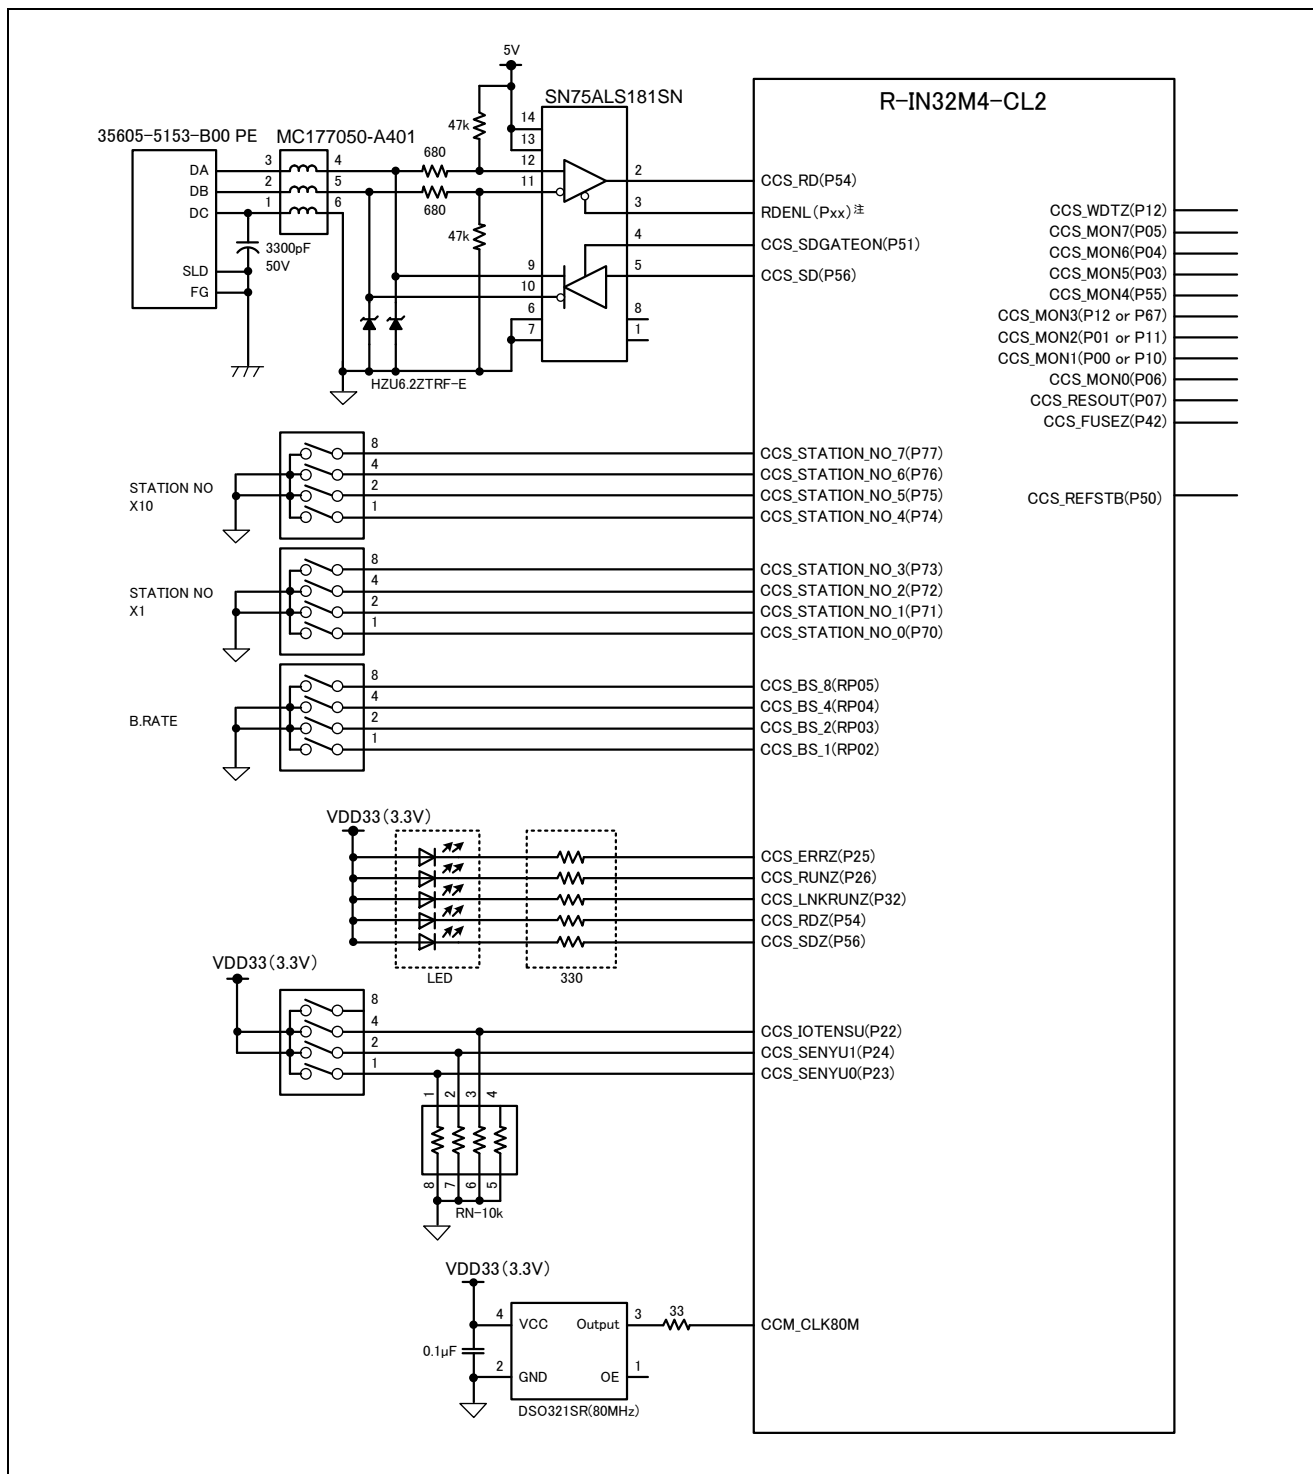 5V
SN75ALS181SN
R-IN32M4-CL2
35605-5153-B00 PE
MC177050-A401
47k
14
13
DA
3
4
680
12
2
CCS_RD(P54)
DB
2
5
680
11
3
RDENL(Pxx)注
DC
1
6
47k
4
CCS_SDGATEON(P51)
3300pF
50V
SLD
FG
9
10
5
CCS_SD(P56)
6
7
8
1
HZU6.2ZTRF-E
CCS_WDTZ(P12)
CCS_MON7(P05)
CCS_MON6(P04)
CCS_MON5(P03)
CCS_MON4(P55)
CCS_MON3(P12 or P67)
CCS_MON2(P01 or P11)
CCS_MON1(P00 or P10)
CCS_MON0(P06)
CCS_RESOUT(P07)
CCS_FUSEZ(P42)
CCS_REFSTB(P50)
STATION NO
X10
8
4
2
1
CCS_STATION_NO_7(P77)
CCS_STATION_NO_6(P76)
CCS_STATION_NO_5(P75)
CCS_STATION_NO_4(P74)
STATION NO
X1
8
4
2
1
CCS_STATION_NO_3(P73)
CCS_STATION_NO_2(P72)
CCS_STATION_NO_1(P71)
CCS_STATION_NO_0(P70)
B.RATE
8
4
2
1
CCS_BS_8(RP05)
CCS_BS_4(RP04)
CCS_BS_2(RP03)
CCS_BS_1(RP02)
VDD33(3.3V)
LED
330
CCS_ERRZ(P25)
CCS_RUNZ(P26)
CCS_LNKRUNZ(P32)
CCS_RDZ(P54)
CCS_SDZ(P56)
VDD33(3.3V)
8
4
2
1
CCS_IOTENSU(P22)
CCS_SENYU1(P24)
CCS_SENYU0(P23)
1
2
3
4
8
7
6
5
RN-10k
VDD33(3.3V)
0.1μF
4
VCC
Output
3
33
CCM_CLK80M
2
GND
OE
1
DSO321SR(80MHz)